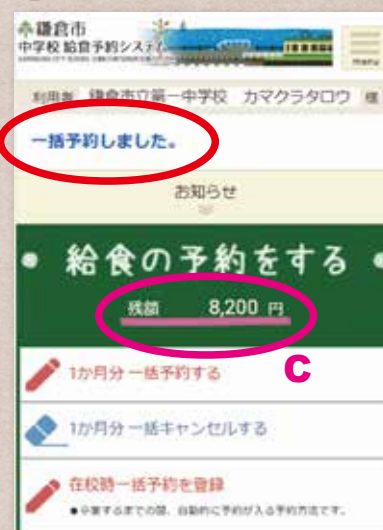 鎌倉市
中学校 給食予約システム
menu
利用者 鎌倉市立第一中学校 カマクラタロウ 様
一括予約しました。
お知らせ
給食の予約をする
残額 8,200 円
C
1か月分 一括予約する
1か月分 一括キャンセルする
在校時一括予約を登録
●卒業するまでの間、自動的に予約が入る予約方法です。